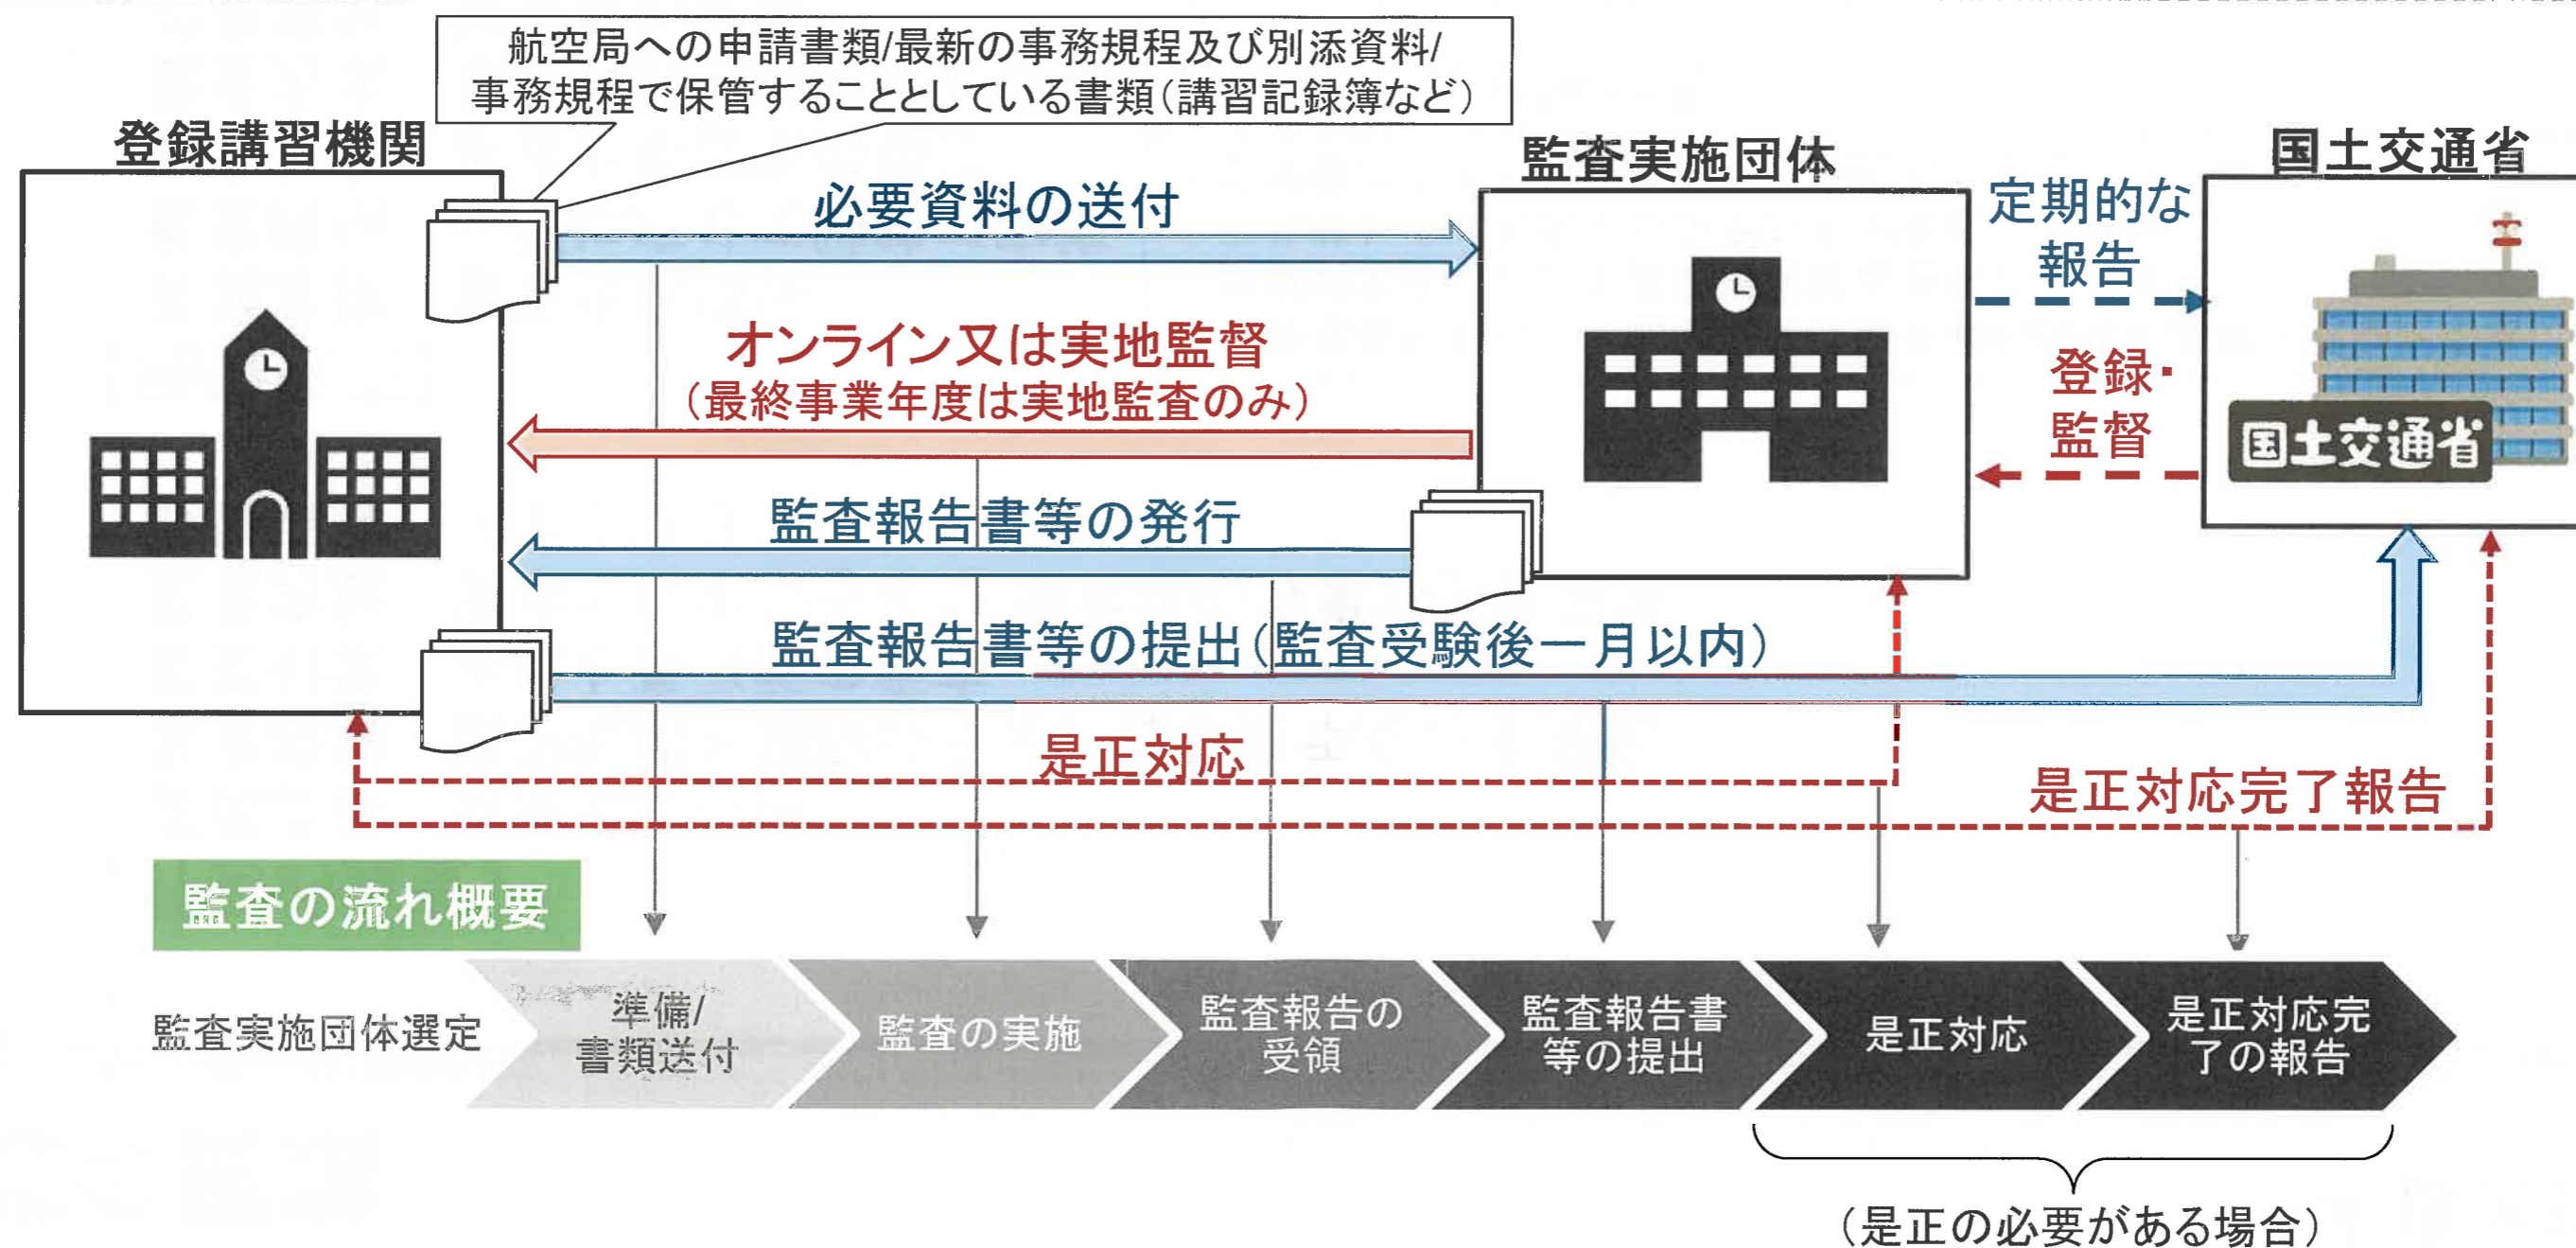 航空局への申請書類/最新の事務規程及び別添資料/
事務規程で保管することとしている書類(講習記録簿など)
登録講習機関
監査実施団体
国土交通省
必要資料の送付
定期的な
報告
オンライン又は実地監督
(最終事業年度は実地監査のみ)
登録・
監督
国土交通省
監査報告書等の発行
監査報告書等の提出(監査受験後一月以内)
是正対応
是正対応完了報告
監査の流れ概要
監査実施団体選定
準備/
書類送付
監査の実施
監査報告の
受領
監査報告書
等の提出
是正対応
是正対応完
了の報告
(是正の必要がある場合)